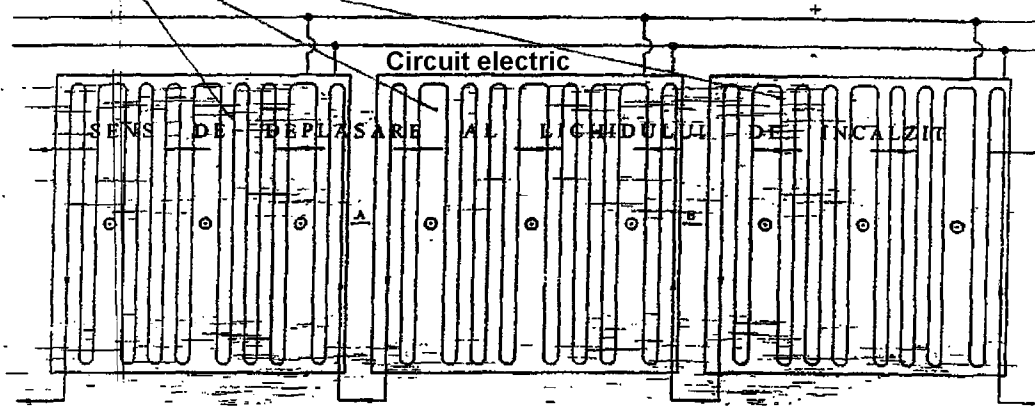 +
-
Circuit electric
SENS DE DEPLASARE AL LICHIDULUI DE INCALZIT
A B